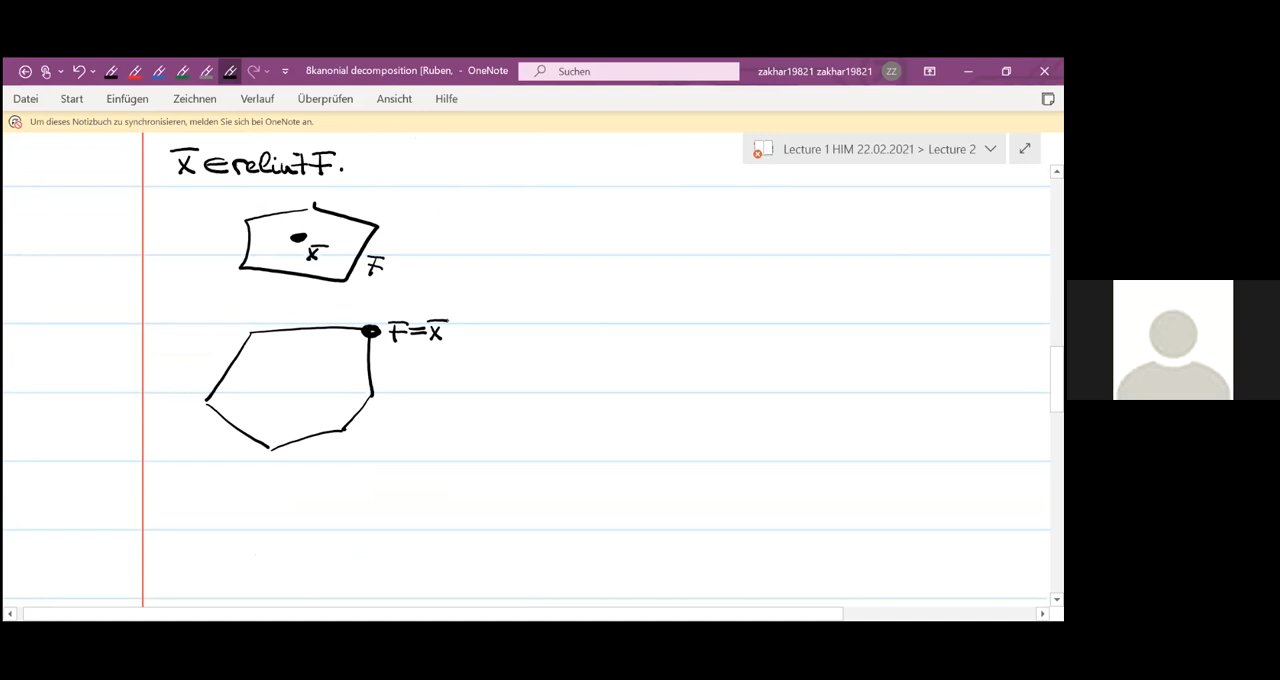 8kanonial decomposition [Ruben, - OneNote
Suchen
zakhar19821 zakhar19821
ZZ
Datei Start Einfügen Zeichnen Verlauf Überprüfen Ansicht Hilfe
Um dieses Notizbuch zu synchronisieren, melden Sie sich bei OneNote an.
Lecture 1 HIM 22.02.2021 > Lecture 2
x̅ ∈ relint F.
x̅
F
F = x̅